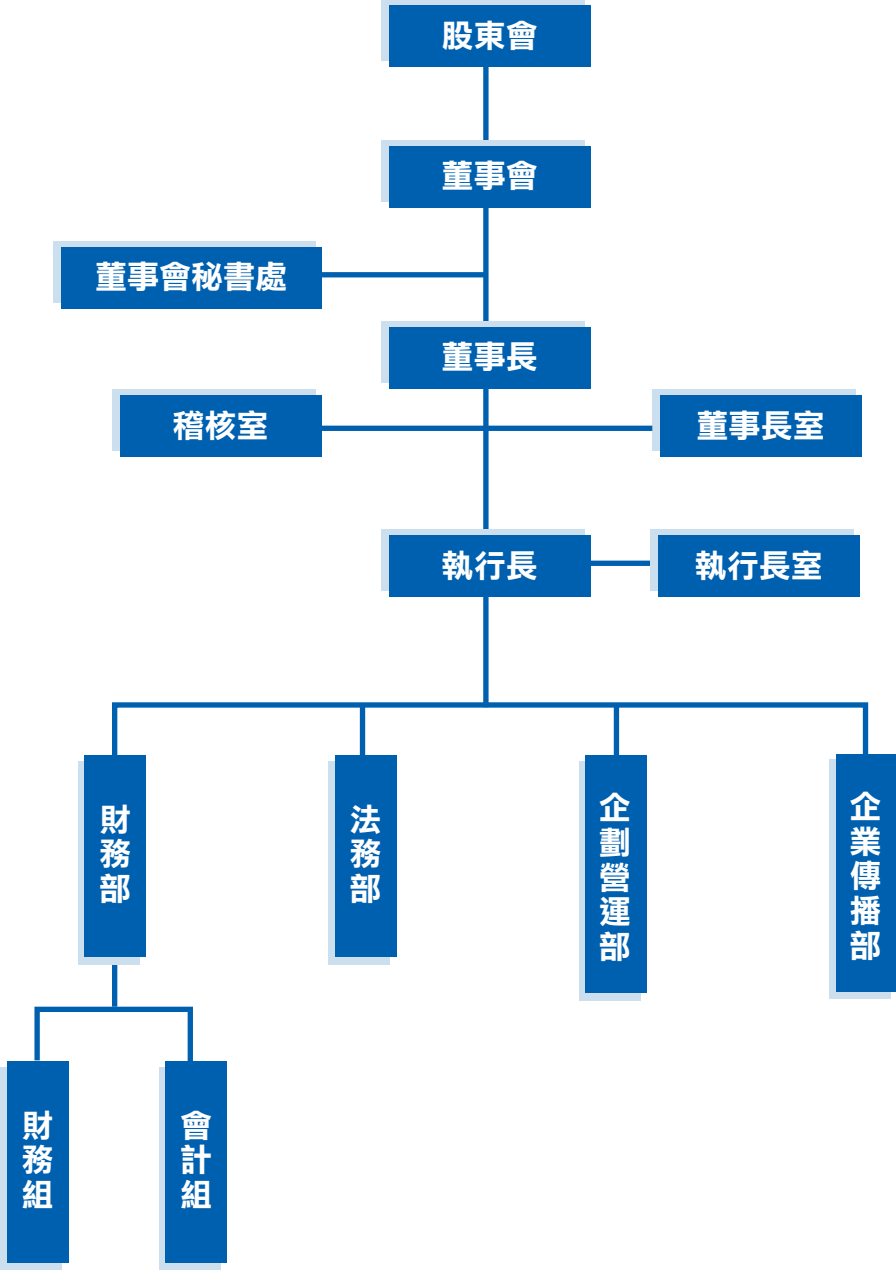 股東會
董事會
董事會秘書處
董事長
稽核室
董事長室
執行長
執行長室
財務部
法務部
企劃營運部
企業傳播部
財務組
會計組